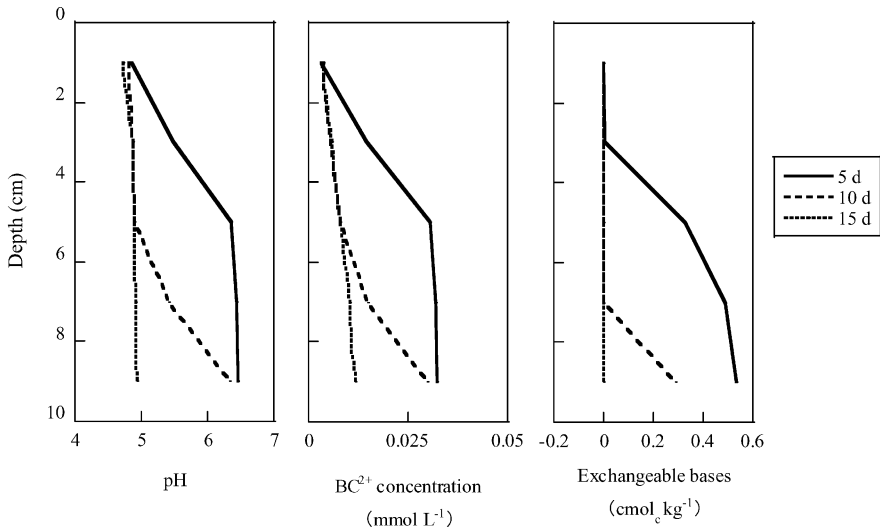 0
2
4
6
8
10
Depth (cm)
4 5 6 7
pH
0 0.025 0.05
BC²⁺ concentration
(mmol L⁻¹)
-0.2 0 0.2 0.4 0.6
Exchangeable bases
(cmol_c kg⁻¹)
5 d
10 d
15 d